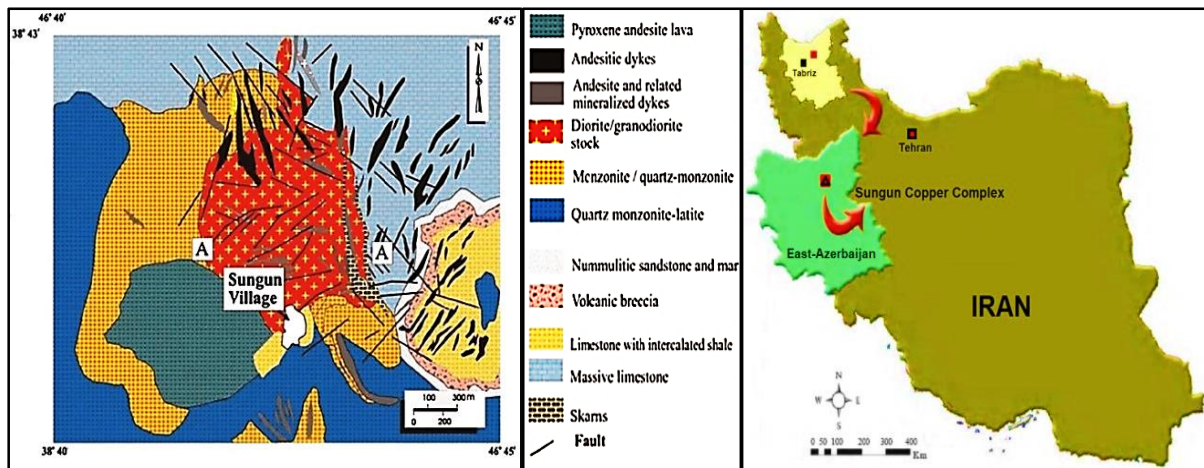 46° 40'
46° 45'
38° 43'
N
A
A
Sungun
Village
100 300m
0 200
38° 40'
46° 45'
Pyroxene andesite lava
Andesitic dykes
Andesite and related
mineralized dykes
Diorite/granodiorite
stock
Monzonite / quartz-monzonite
Quartz monzonite-latite
Nummulitic sandstone and mar
Volcanic breccia
Limestone with intercalated shale
Massive limestone
Skarns
Fault
Tabriz
Tehran
Sungun Copper Complex
East-Azerbaijan
IRAN
N
W E
S
0 50 100 200 300 400
Km